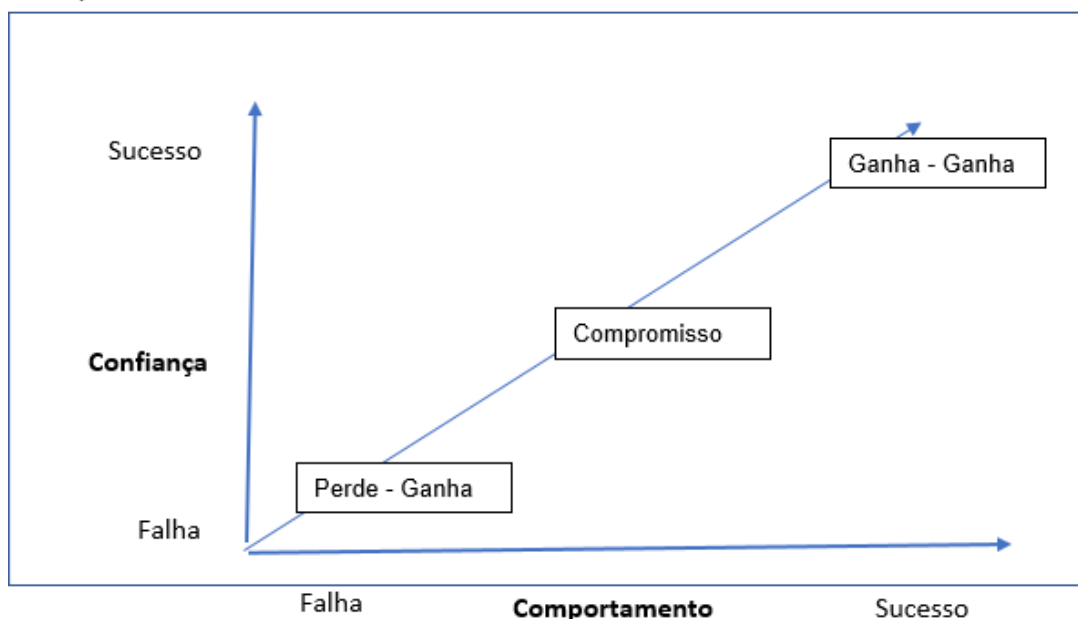 Sucesso
Ganha - Ganha
Compromisso
Confiança
Perde - Ganha
Falha
Falha
Comportamento
Sucesso